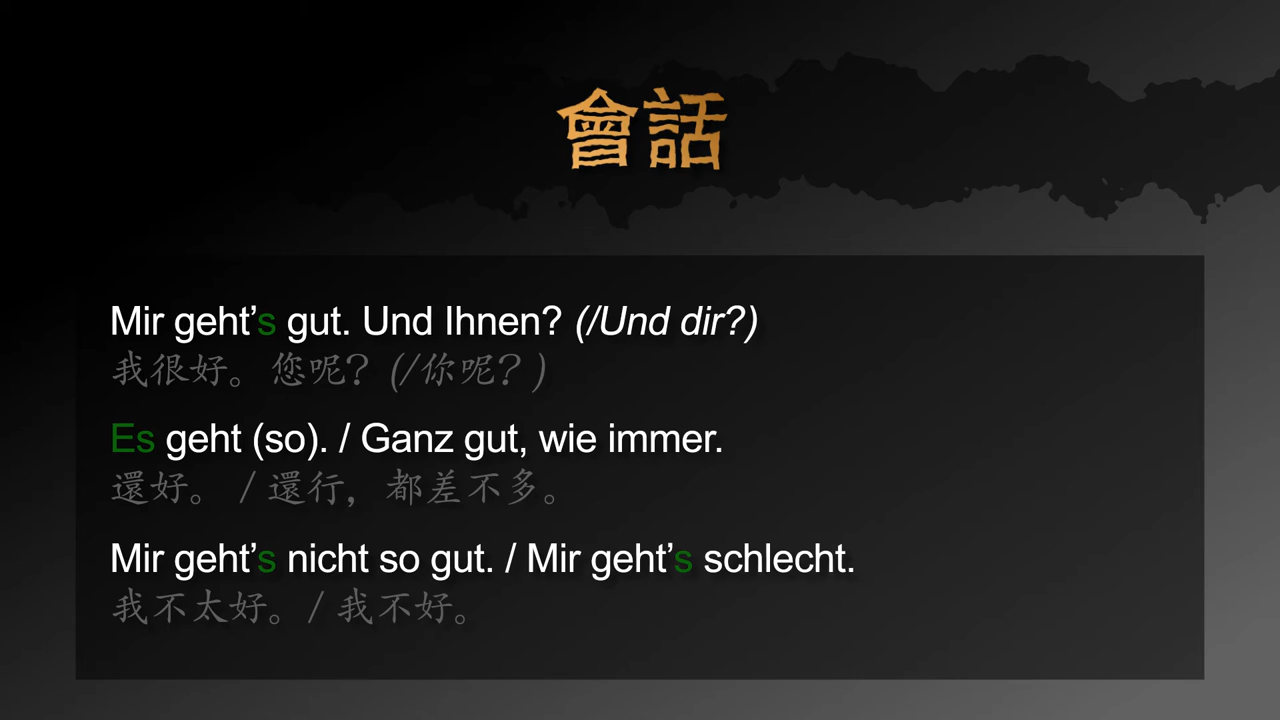 會話
Mir geht’s gut. Und Ihnen? (/Und dir?)
我很好。您呢？(/你呢？)
Es geht (so). / Ganz gut, wie immer.
還好。 / 還行，都差不多。
Mir geht’s nicht so gut. / Mir geht’s schlecht.
我不太好。/ 我不好。